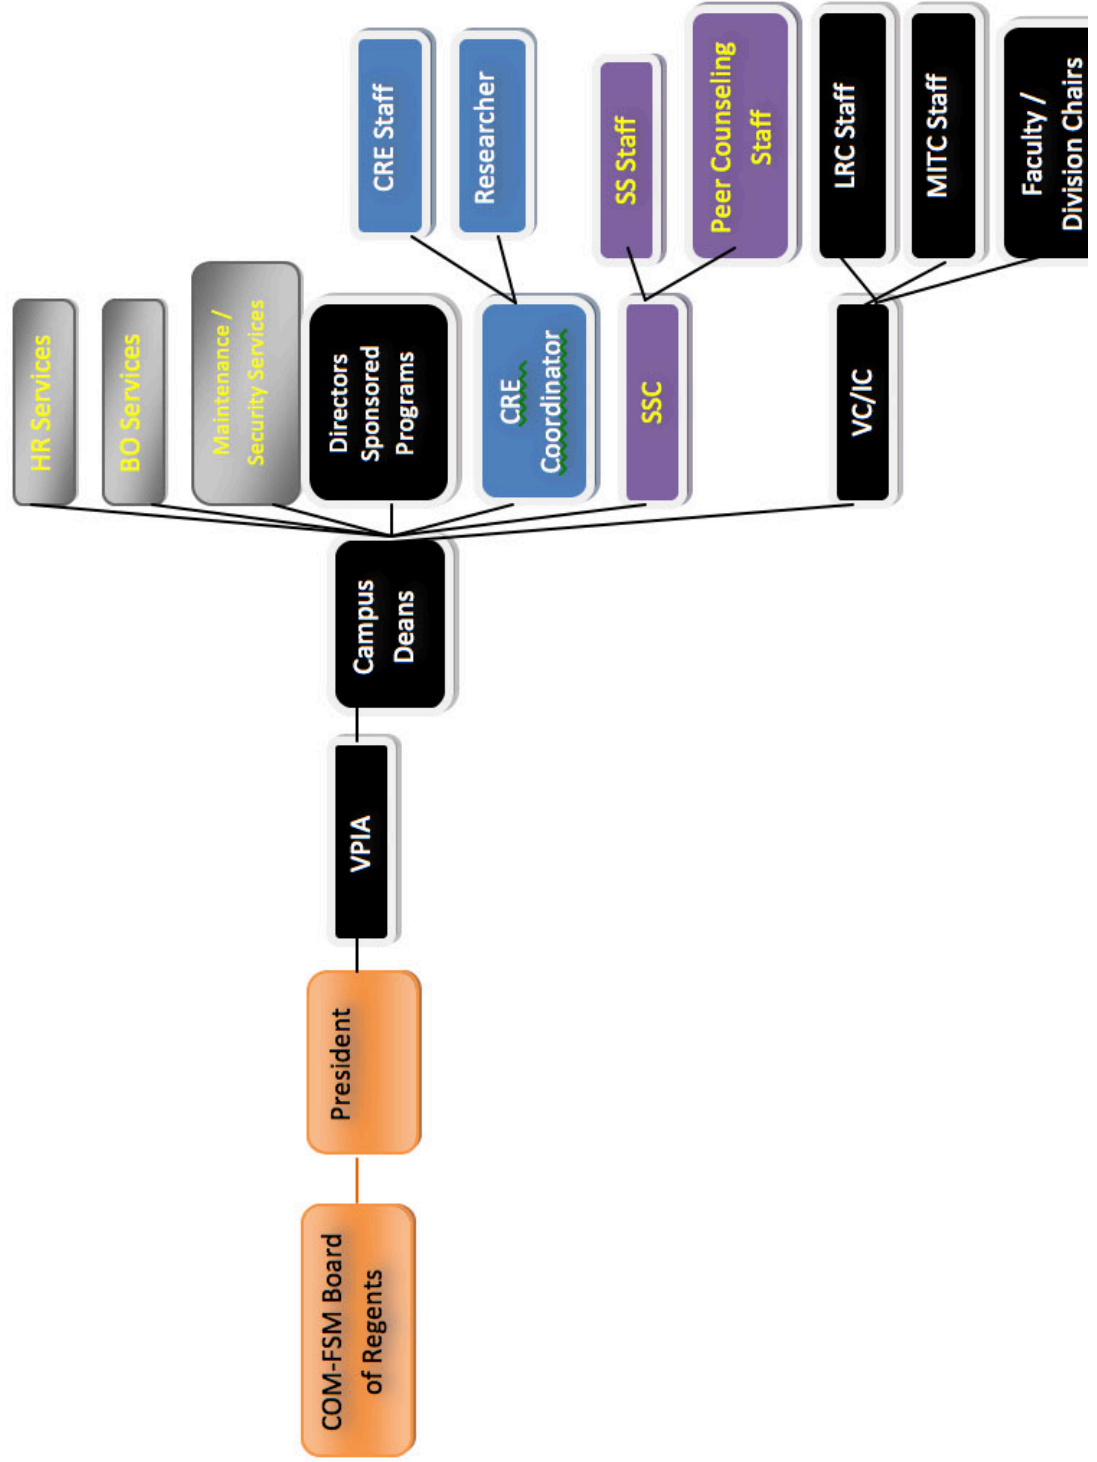 COM-FSM Board
of Regents
President
VPIA
Campus
Deans
HR Services
BO Services
Maintenance /
Security Services
Directors
Sponsored
Programs
CRE
Coordinator
SSC
VC/IC
CRE Staff
Researcher
SS Staff
Peer Counseling
Staff
LRC Staff
MITC Staff
Faculty /
Division Chairs